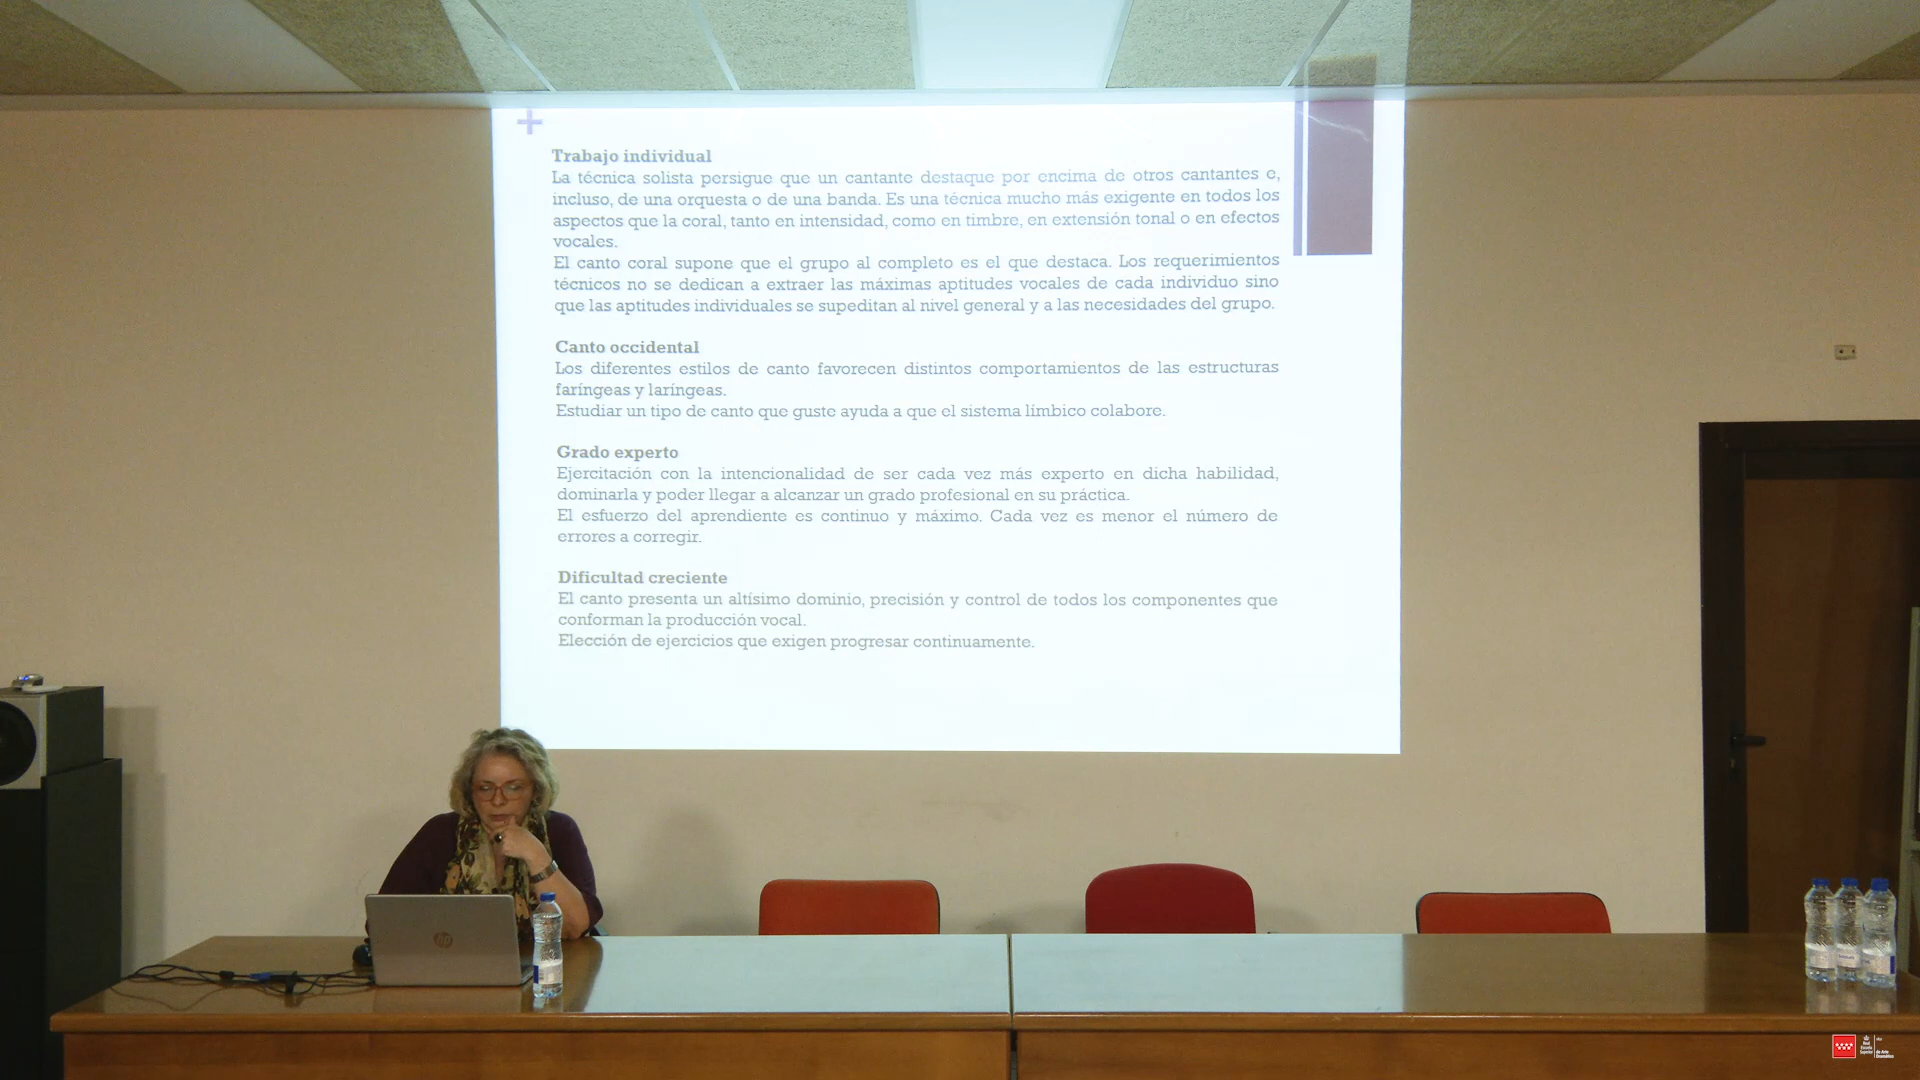 Trabajo individual
La técnica solista persigue que un cantante destaque por encima de otros cantantes e,
incluso, de una orquesta o de una banda. Es una técnica mucho más exigente en todos los
aspectos que la coral, tanto en intensidad, como en timbre, en extensión tonal o en efectos
vocales.
El canto coral supone que el grupo al completo es el que destaca. Los requerimientos
técnicos no se dedican a extraer las máximas aptitudes vocales de cada individuo sino
que las aptitudes individuales se supeditan al nivel general y a las necesidades del grupo.
Canto occidental
Los diferentes estilos de canto favorecen distintos comportamientos de las estructuras
faríngeas y laríngeas.
Estudiar un tipo de canto que guste ayuda a que el sistema límbico colabore.
Grado experto
Ejercitación con la intencionalidad de ser cada vez más experto en dicha habilidad,
dominarla y poder llegar a alcanzar un grado profesional en su práctica.
El esfuerzo del aprendiente es continuo y máximo. Cada vez es menor el número de
errores a corregir.
Dificultad creciente
El canto presenta un altísimo dominio, precisión y control de todos los componentes que
conforman la producción vocal.
Elección de ejercicios que exigen progresar continuamente.
hp
Real
Escuela
Superior
de Arte
Dramático